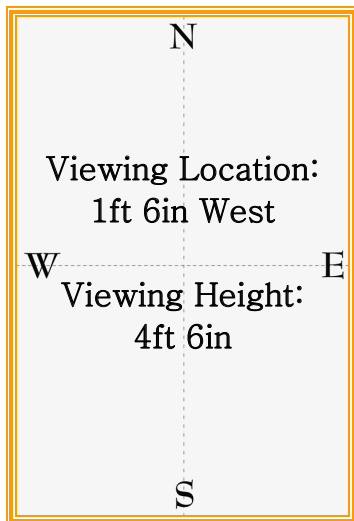 N
Viewing Location:
1ft 6in West
W E
Viewing Height:
4ft 6in
S